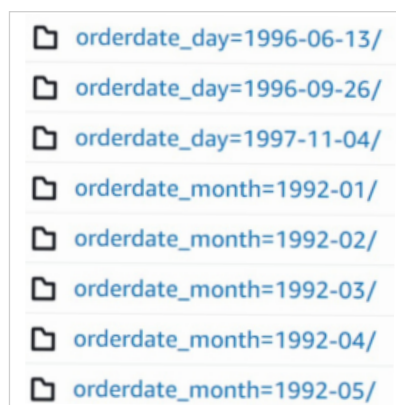 orderdate_day=1996-06-13/
orderdate_day=1996-09-26/
orderdate_day=1997-11-04/
orderdate_month=1992-01/
orderdate_month=1992-02/
orderdate_month=1992-03/
orderdate_month=1992-04/
orderdate_month=1992-05/